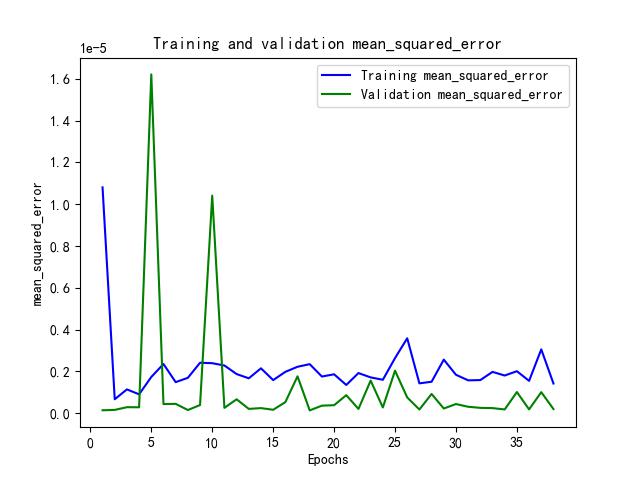 Training and validation mean_squared_error
1e-5
Training mean_squared_error
Validation mean_squared_error
1.6
1.4
1.2
1.0
0.8
0.6
0.4
0.2
0.0
mean_squared_error
0 5 10 15 20 25 30 35
Epochs